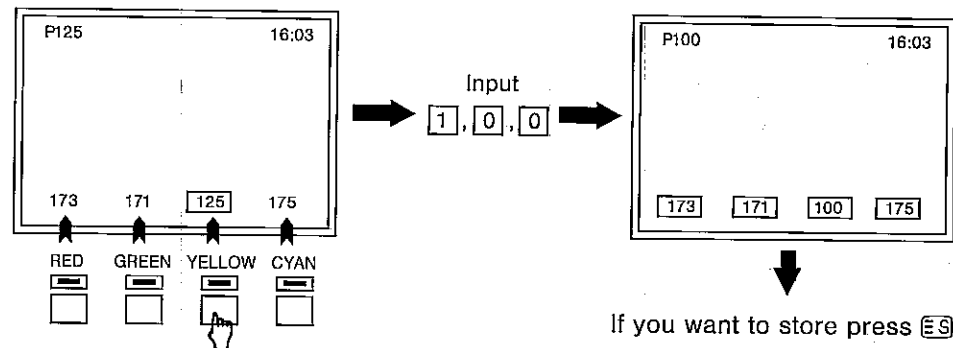 P125 16:03
173 171 125 175
RED GREEN YELLOW CYAN
Input
1, 0, 0
P100 16:03
173 171 100 175
If you want to store press ≡S